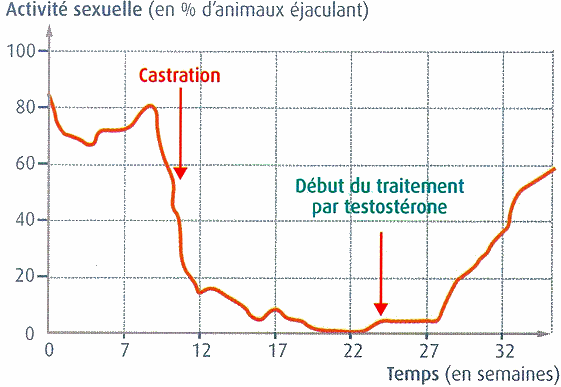 Activité sexuelle (en % d'animaux éjaculant)
100
80
60
40
20
0
Castration
Début du traitement
par testostérone
0 7 12 17 22 27 32
Temps (en semaines)